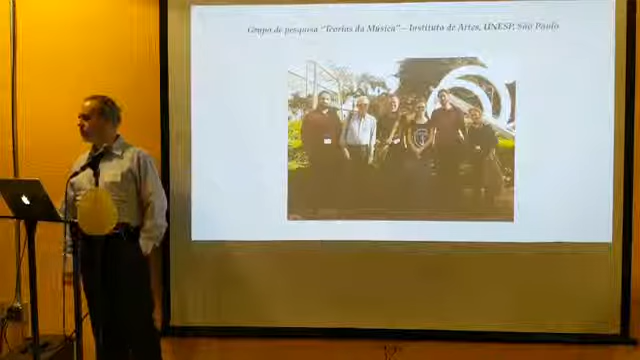 Grupo de pesquisa "Teorias da Música" – Instituto de Artes, UNESP, São Paulo